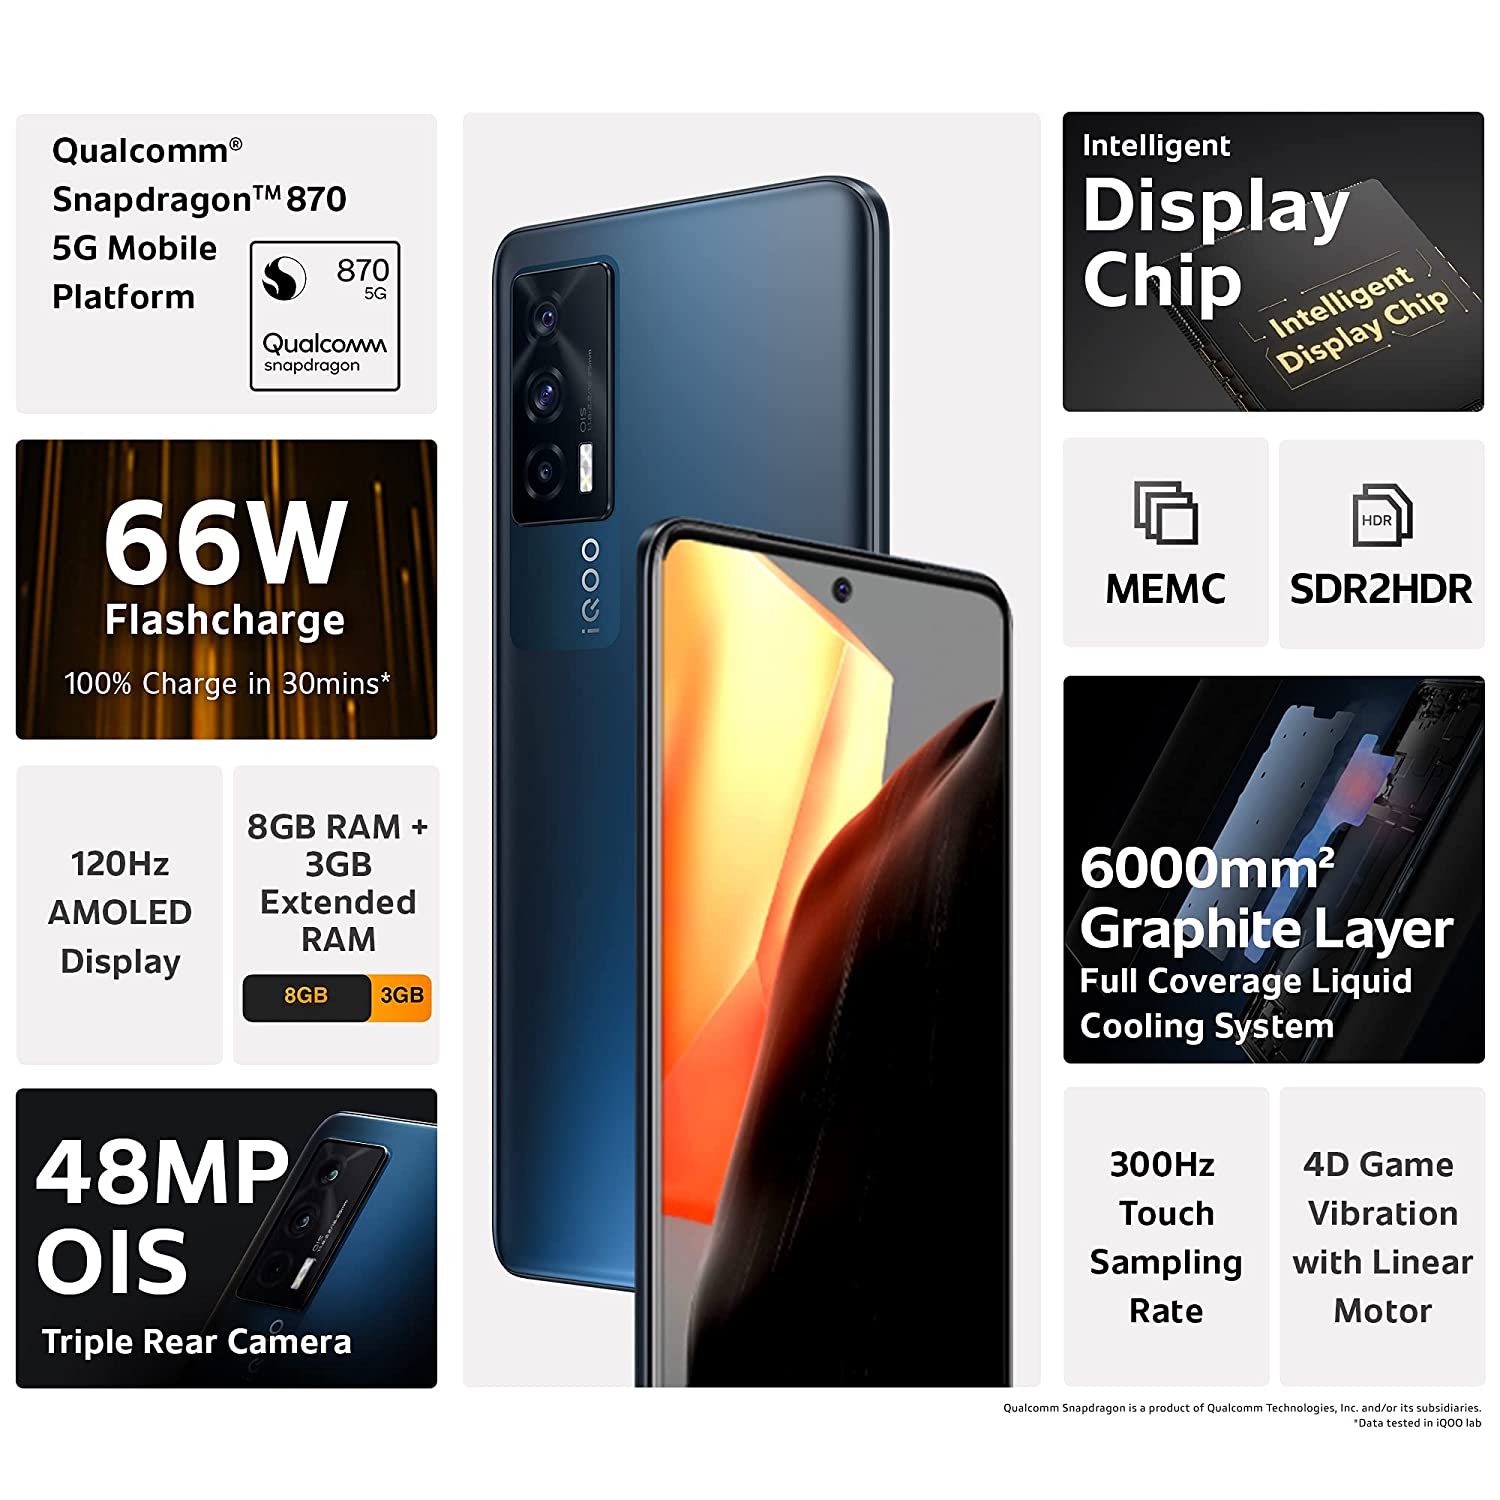 Qualcomm®
Snapdragon™ 870
5G Mobile
Platform
870
5G
Qualcomm
snapdragon
66W
Flashcharge
100% Charge in 30mins*
120Hz
AMOLED
Display
8GB RAM +
3GB
Extended
RAM
8GB
3GB
48MP
OIS
Triple Rear Camera
iQOO
OIS
iQOO
OIS
Intelligent
Display
Chip
Intelligent
Display Chip
MEMC
HDR
SDR2HDR
6000mm²
Graphite Layer
Full Coverage Liquid
Cooling System
300Hz
Touch
Sampling
Rate
4D Game
Vibration
with Linear
Motor
Qualcomm Snapdragon is a product of Qualcomm Technologies, Inc. and/or its subsidiaries.
*Data tested in iQOO lab